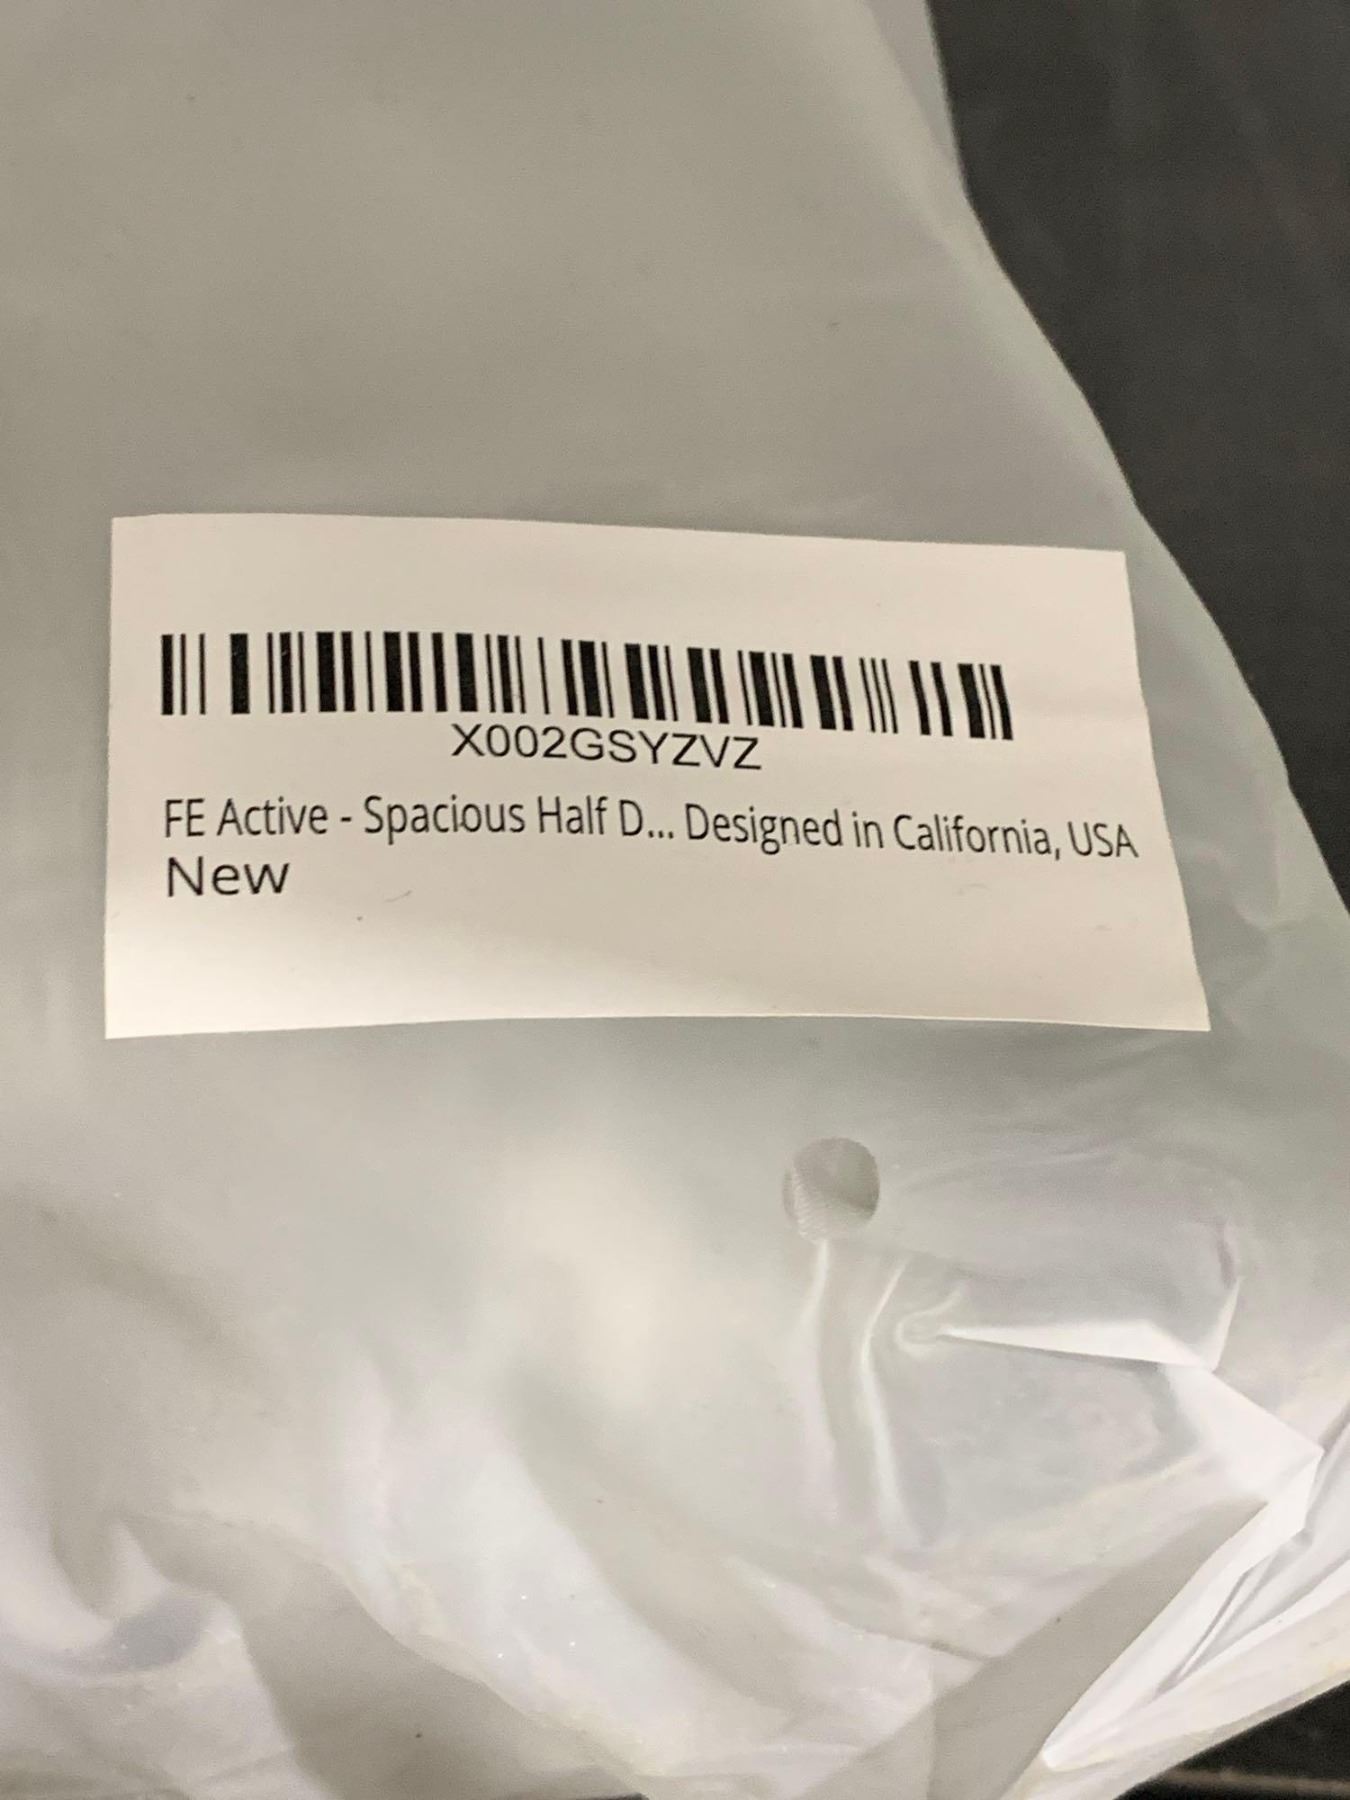 X002GSYZVZ
FE Active - Spacious Half D... Designed in California, USA
New